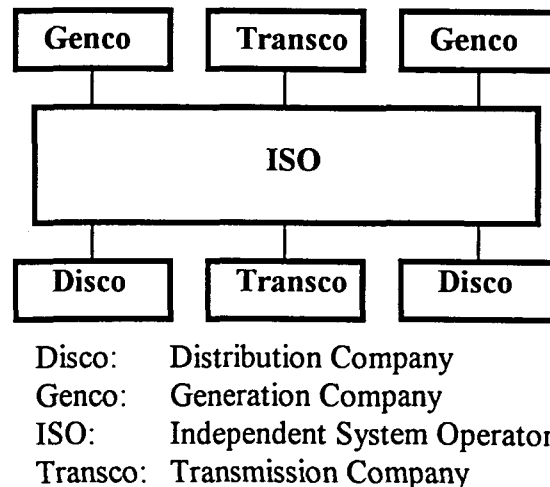 Genco Transco Genco
ISO
Disco Transco Disco
Disco: Distribution Company
Genco: Generation Company
ISO: Independent System Operator
Transco: Transmission Company